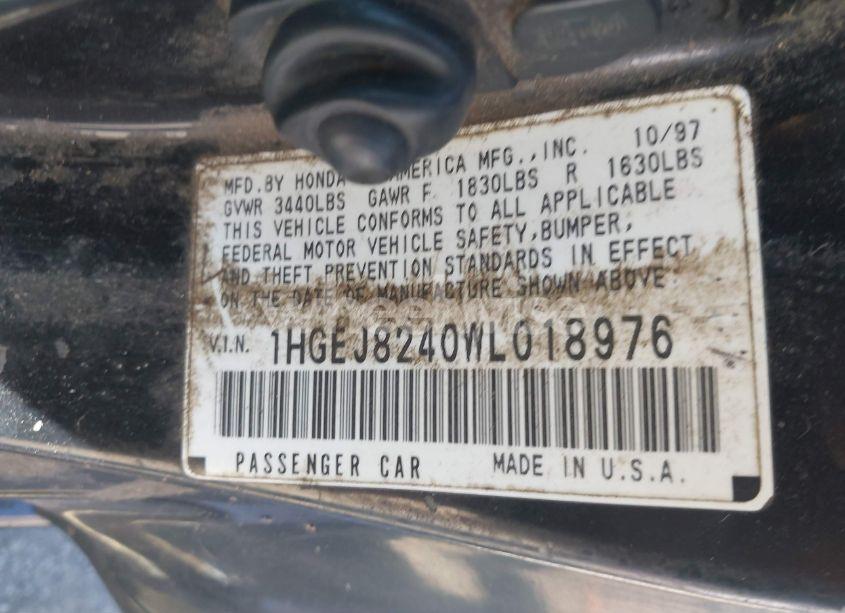 MFD.BY HONDA AMERICA MFG.,INC. 10/97
GVWR 3440LBS GAWR F 1830LBS R 1630LBS
THIS VEHICLE CONFORMS TO ALL APPLICABLE
FEDERAL MOTOR VEHICLE SAFETY,BUMPER,
AND THEFT PREVENTION STANDARDS IN EFFECT
ON THE DATE OF MANUFACTURE SHOWN ABOVE.
V.I.N. 1HGEJ8240WL018976
PASSENGER CAR MADE IN U.S.A.